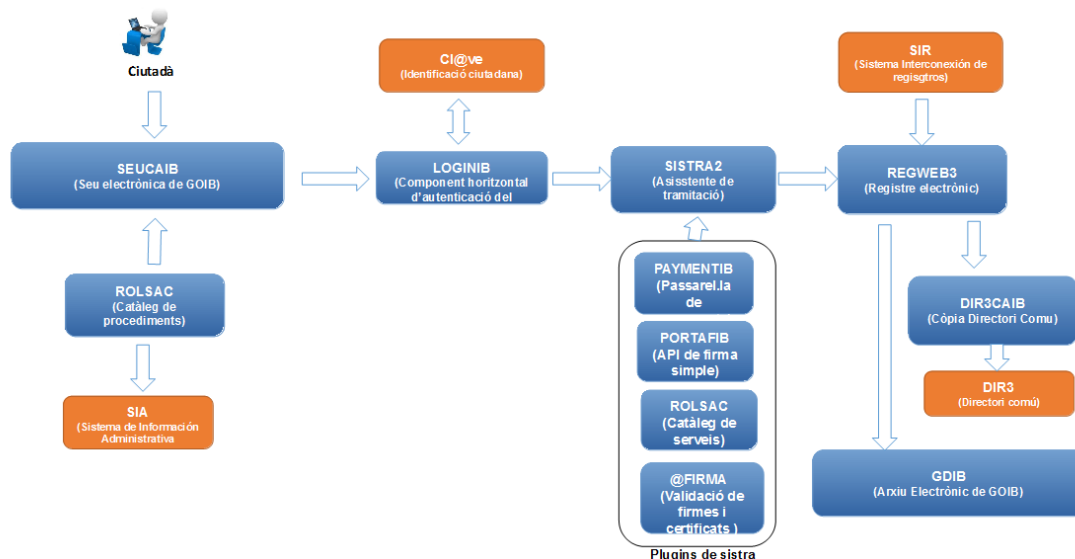 Ciutadà
Cl@ve
(Identificació ciutadana)
SIR
(Sistema Interconexión de
regisgtros)
SEUCAIB
(Seu electrónica de GOIB)
LOGINIB
(Component horitzontal
d'autenticació del
SISTRA2
(Asisstente de
tramitació)
REGWEB3
(Registre electrònic)
ROLSAC
(Catàleg de
procediments)
PAYMENTIB
(Passarel.la
de
PORTAFIB
(API de firma
simple)
ROLSAC
(Catàleg de
serveis)
@FIRMA
(Validació de
firmes i
certificats )
Plugins de sistra
DIR3CAIB
(Còpia Directori Comu)
DIR3
(Directori comú)
SIA
(Sistema de Información
Administrativa
GDIB
(Arxiu Electrònic de GOIB)